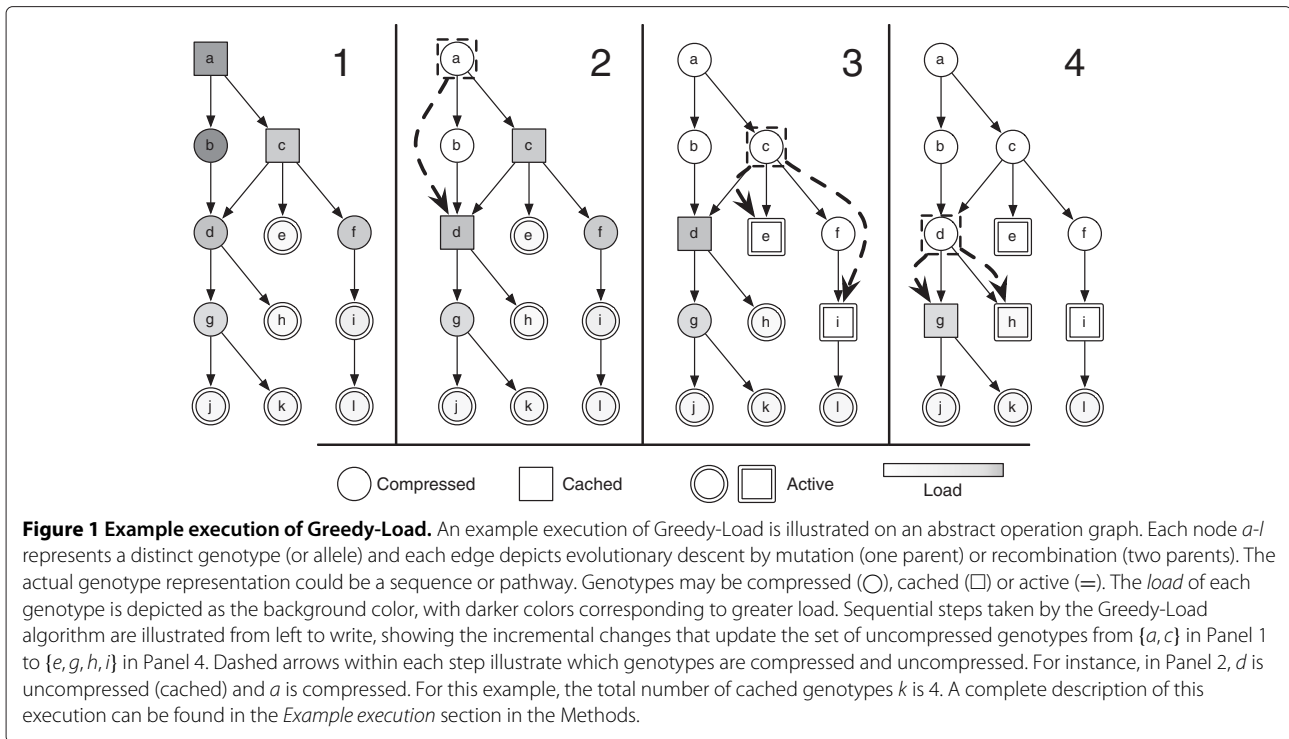 1 2 3 4
a a a a
b c b c b c b c
d e f d e f d e f d e f
g h i g h i g h i g h i
j k l j k l j k l j k l
Compressed Cached Active Load
Figure 1 Example execution of Greedy-Load. An example execution of Greedy-Load is illustrated on an abstract operation graph. Each node a-l
represents a distinct genotype (or allele) and each edge depicts evolutionary descent by mutation (one parent) or recombination (two parents). The
actual genotype representation could be a sequence or pathway. Genotypes may be compressed (○), cached (□) or active (=). The load of each
genotype is depicted as the background color, with darker colors corresponding to greater load. Sequential steps taken by the Greedy-Load
algorithm are illustrated from left to write, showing the incremental changes that update the set of uncompressed genotypes from {a, c} in Panel 1
to {e, g, h, i} in Panel 4. Dashed arrows within each step illustrate which genotypes are compressed and uncompressed. For instance, in Panel 2, d is
uncompressed (cached) and a is compressed. For this example, the total number of cached genotypes k is 4. A complete description of this
execution can be found in the Example execution section in the Methods.